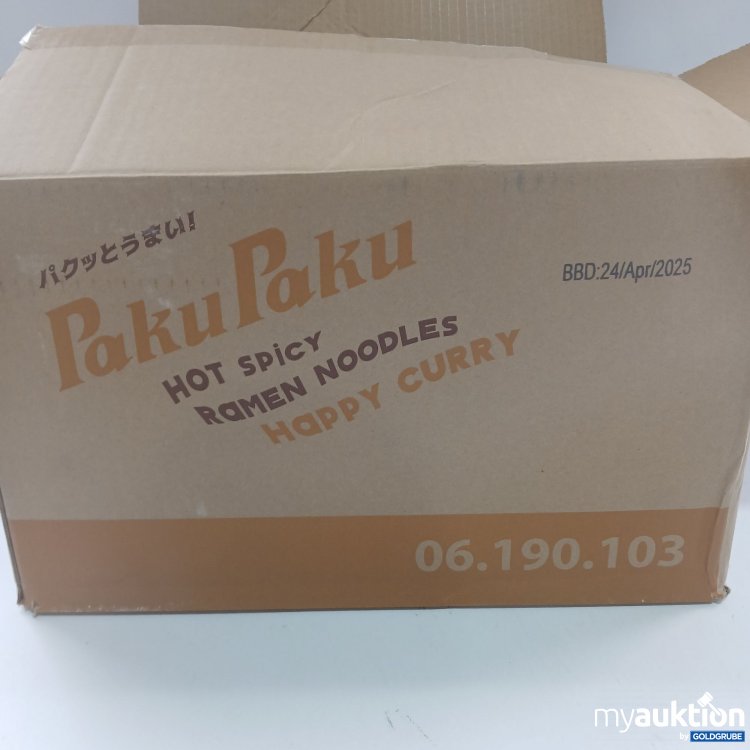 パクッとうまい!
PakuPaku
HOT SPiCY
RaMEN NOODLES
HaPPY CURRY
BBD:24/Apr/2025
06.190.103
myauktion
by GOLDGRUBE